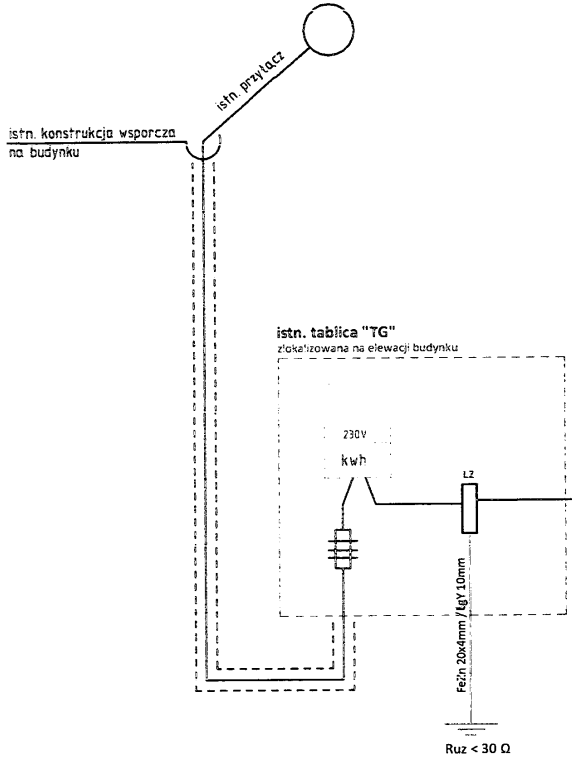 istn. przyłącz
istn. konstrukcja wsporcza
na budynku
istn. tablica "TG"
zlokalizowana na elewacji budynku
230V
kwh
LZ
FeZn 20x4mm / LgY 10mm
Ruz < 30 Ω